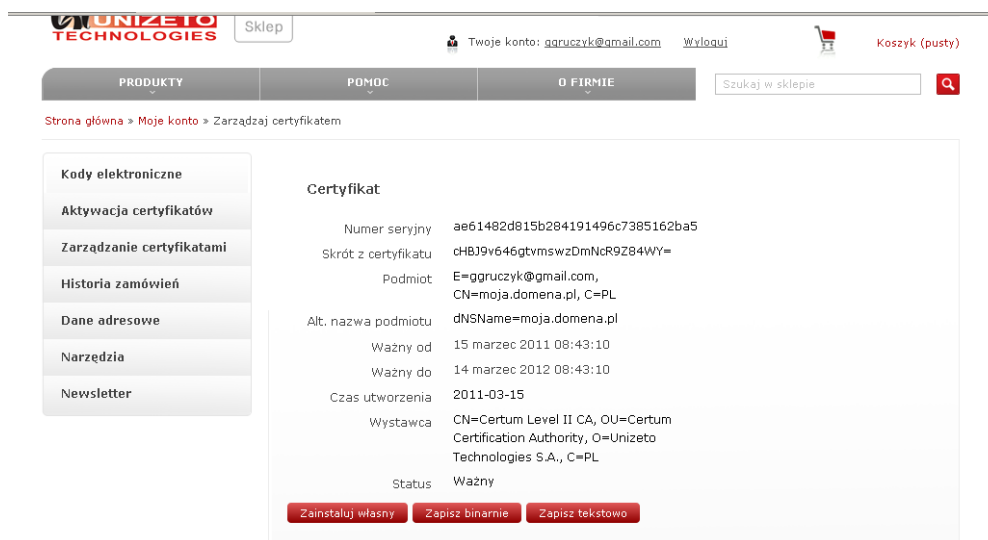 UNIZETO
TECHNOLOGIES
Sklep
Twoje konto: ggruczyk@gmail.com Wyloguj
Koszyk (pusty)
PRODUKTY POMOC O FIRMIE
Szukaj w sklepie
Strona główna » Moje konto » Zarządzaj certyfikatem
Kody elektroniczne
Aktywacja certyfikatów
Zarządzanie certyfikatami
Historia zamówień
Dane adresowe
Narzędzia
Newsletter
Certyfikat
Numer seryjny ae61482d815b284191496c7385162ba5
Skrót z certyfikatu cHBJ9v646gtvmswzDmNcR9Z84WY=
Podmiot E=ggruczyk@gmail.com,
CN=moja.domena.pl, C=PL
Alt. nazwa podmiotu dNSName=moja.domena.pl
Ważny od 15 marzec 2011 08:43:10
Ważny do 14 marzec 2012 08:43:10
Czas utworzenia 2011-03-15
Wystawca CN=Certum Level II CA, OU=Certum
Certification Authority, O=Unizeto
Technologies S.A., C=PL
Status Ważny
Zainstaluj własny Zapisz binarnie Zapisz tekstowo